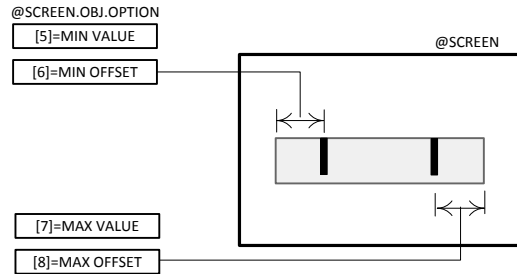 @SCREEN.OBJ.OPTION
[5]=MIN VALUE
@SCREEN
[6]=MIN OFFSET
[7]=MAX VALUE
[8]=MAX OFFSET